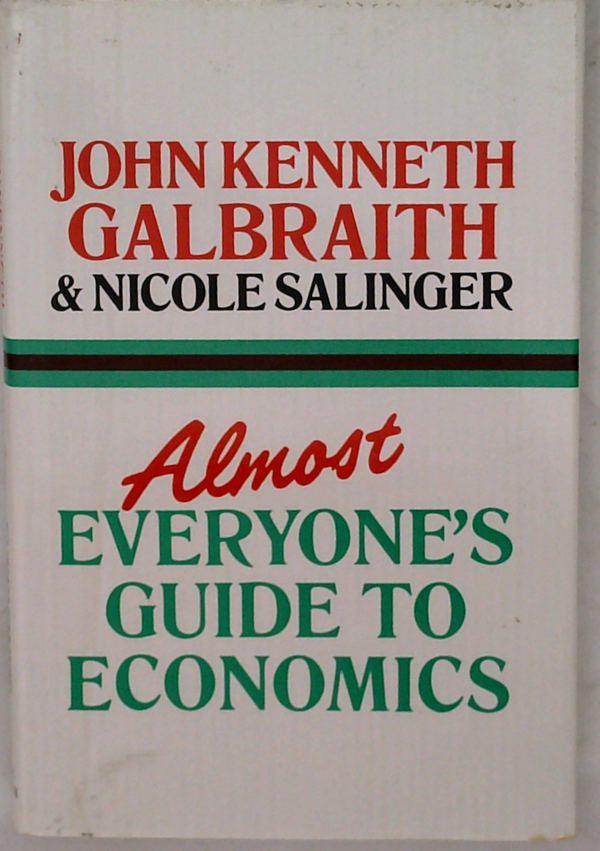 JOHN KENNETH
GALBRAITH
& NICOLE SALINGER
Almost
EVERYONE'S
GUIDE TO
ECONOMICS